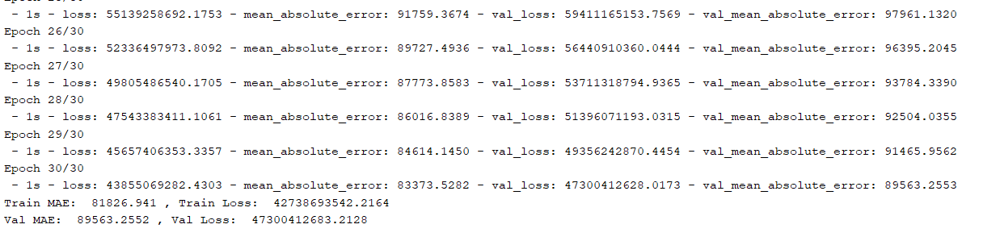 - 1s - loss: 55139258692.1753 - mean_absolute_error: 91759.3674 - val_loss: 59411165153.7569 - val_mean_absolute_error: 97961.1320
Epoch 26/30
 - 1s - loss: 52336497973.8092 - mean_absolute_error: 89727.4936 - val_loss: 56440910360.0444 - val_mean_absolute_error: 96395.2045
Epoch 27/30
 - 1s - loss: 49805486540.1705 - mean_absolute_error: 87773.8583 - val_loss: 53711318794.9365 - val_mean_absolute_error: 93784.3390
Epoch 28/30
 - 1s - loss: 47543383411.1061 - mean_absolute_error: 86016.8389 - val_loss: 51396071193.0315 - val_mean_absolute_error: 92504.0355
Epoch 29/30
 - 1s - loss: 45657406353.3357 - mean_absolute_error: 84614.1450 - val_loss: 49356242870.4454 - val_mean_absolute_error: 91465.9562
Epoch 30/30
 - 1s - loss: 43855069282.4303 - mean_absolute_error: 83373.5282 - val_loss: 47300412628.0173 - val_mean_absolute_error: 89563.2553
Train MAE:  81826.941 , Train Loss:  42738693542.2164
Val MAE:  89563.2552 , Val Loss:  47300412683.2128